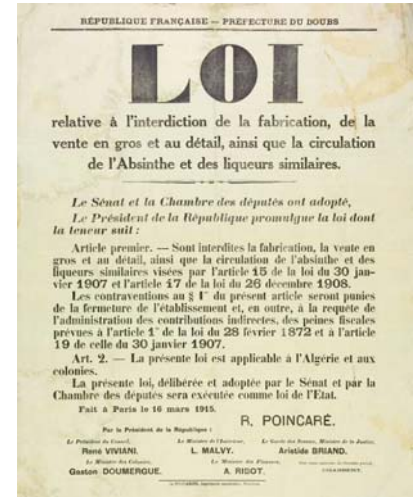 RÉPUBLIQUE FRANÇAISE — PRÉFECTURE DU DOUBS
LOI
relative à l'interdiction de la fabrication, de la
vente en gros et au détail, ainsi que la circulation
de l'Absinthe et des liqueurs similaires.
Le Sénat et la Chambre des députés ont adopté,
Le Président de la République promulgue la loi dont
la teneur suit :
Article premier. — Sont interdites la fabrication, la vente en
gros et au détail, ainsi que la circulation de l'absinthe et des
liqueurs similaires visées par l'article 15 de la loi du 30 jan-
vier 1907 et l'article 17 de la loi du 26 décembre 1908.
Les contraventions au § 1er du présent article seront punies
de la fermeture de l'établissement et, en outre, à la requête de
l'administration des contributions indirectes, des peines fiscales
prévues à l'article 1er de la loi du 28 février 1872 et à l'article
19 de celle du 30 janvier 1907.
Art. 2. — La présente loi est applicable à l'Algérie et aux
colonies.
La présente loi, délibérée et adoptée par le Sénat et par la
Chambre des députés sera exécutée comme loi de l'Etat.
Fait à Paris le 16 mars 1915.
R. POINCARÉ.
Par le Président de la République :
Le Président du Conseil, Le Ministre de l'Intérieur, Le Garde des Sceaux, Ministre de la Justice,
René VIVIANI. L. MALVY. Aristide BRIAND.
Le Ministre des Colonies, Le Ministre des Finances,
Gaston DOUMERGUE. A. RIBOT.